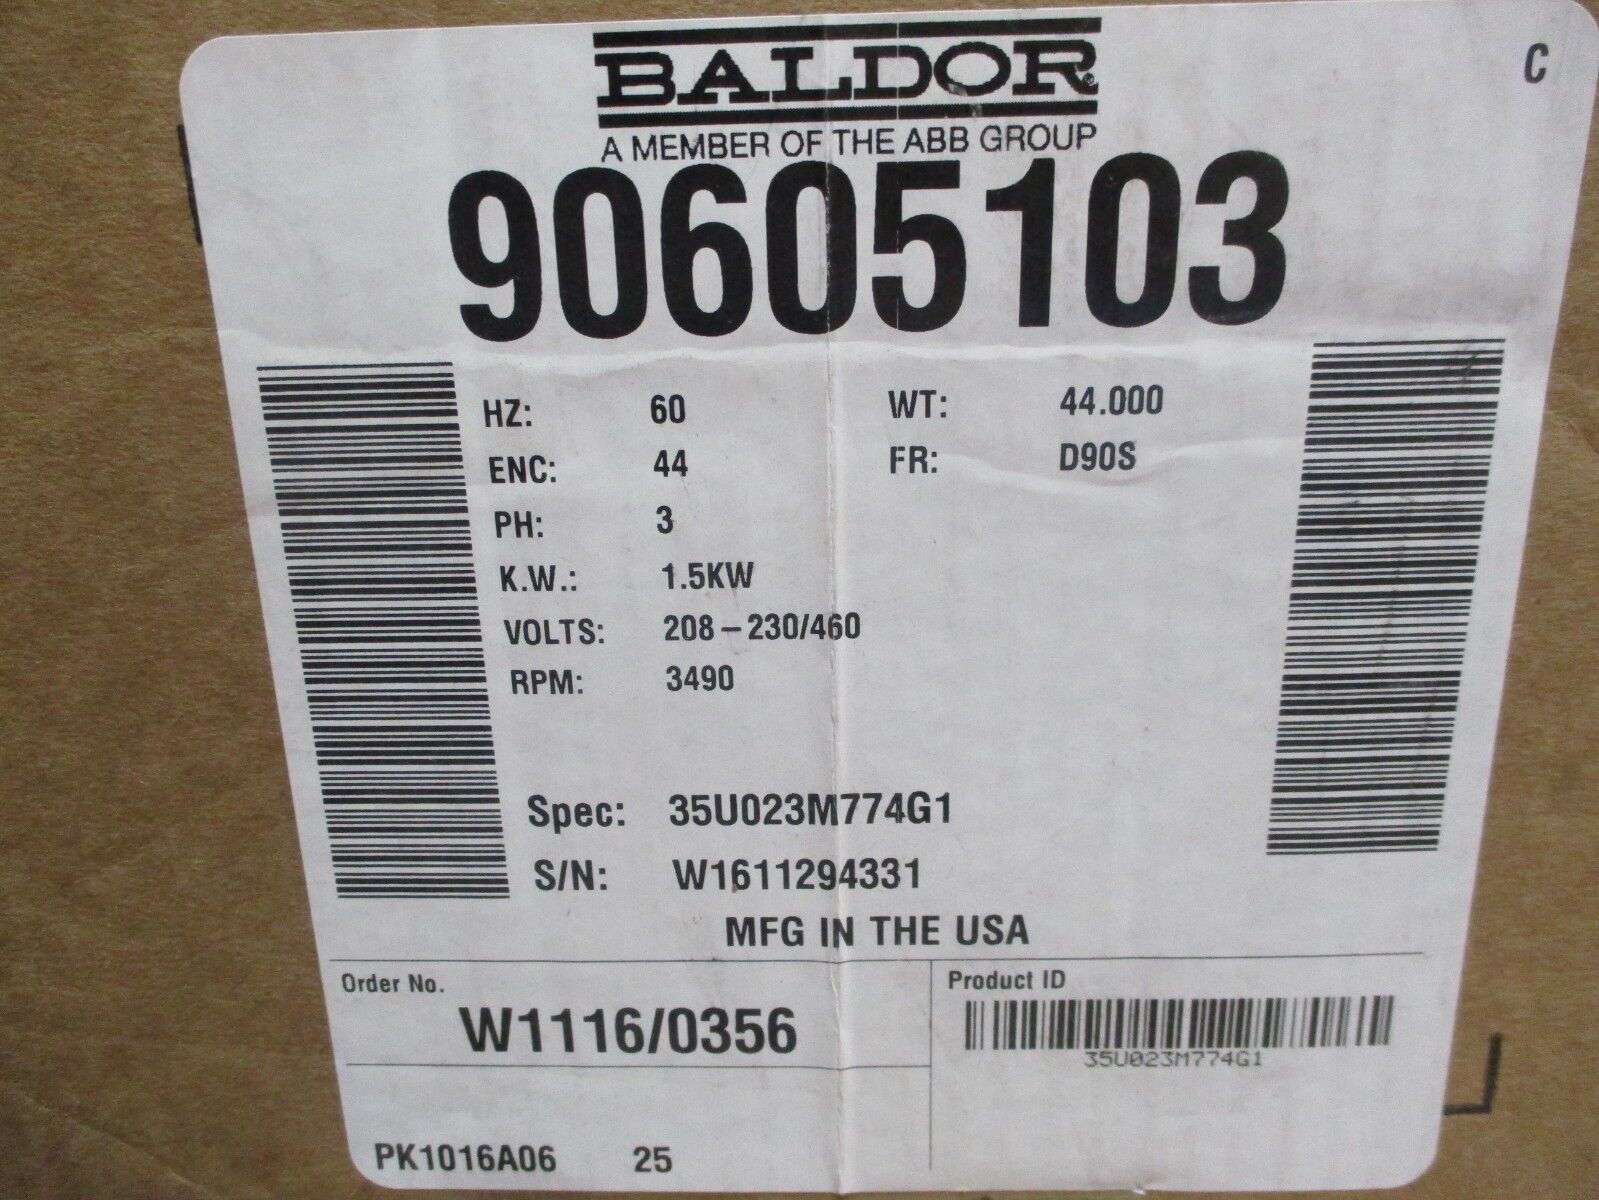 C
BALDOR®
A MEMBER OF THE ABB GROUP
90605103
HZ: 60 WT: 44.000
ENC: 44 FR: D90S
PH: 3
K.W.: 1.5KW
VOLTS: 208-230/460
RPM: 3490
Spec: 35U023M774G1
S/N: W1611294331
MFG IN THE USA
Order No.
W1116/0356
Product ID
35U023M774G1
PK1016A06 25